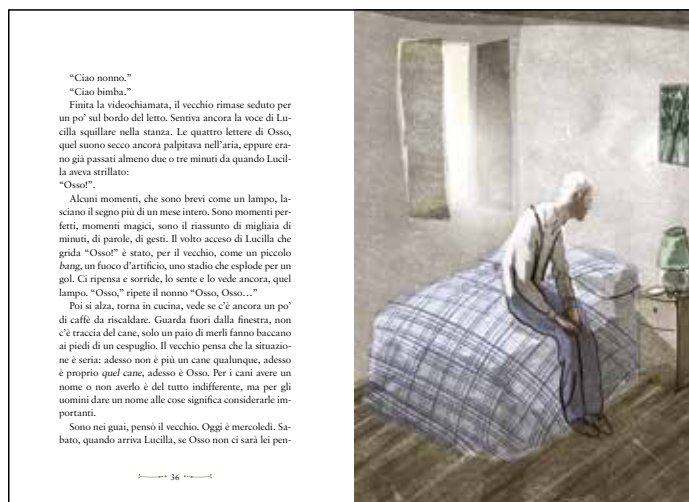 “Ciao nonno.”
“Ciao bimba.”
Finita la videochiamata, il vecchio rimase seduto per
un po’ sul bordo del letto. Sentiva ancora la voce di Lu-
cilla squillare nella stanza. Le quattro lettere di Osso,
quel suono secco ancora palpitava nell’aria, eppure era-
no già passati almeno due o tre minuti da quando Lucil-
la aveva strillato:
“Osso!”.
Alcuni momenti, che sono brevi come un lampo, la-
sciano il segno più di un mese intero. Sono momenti per-
fetti, momenti magici, sono il riassunto di migliaia di
minuti, di parole, di gesti. Il volto acceso di Lucilla che
grida “Osso!” è stato, per il vecchio, come un piccolo
bang, un fuoco d’artificio, uno stadio che esplode per un
gol. Ci ripensa e sorride, lo sente e lo vede ancora, quel
lampo. “Osso,” ripete il nonno “Osso, Osso…”
Poi si alza, torna in cucina, vede se c’è ancora un po’
di caffè da riscaldare. Guarda fuori dalla finestra, non
c’è traccia del cane, solo un paio di merli fanno baccano
ai piedi di un cespuglio. Il vecchio pensa che la situazio-
ne è seria: adesso non è più un cane qualunque, adesso
è proprio quel cane, adesso è Osso. Per i cani avere un
nome o non averlo è del tutto indifferente, ma per gli
uomini dare un nome alle cose significa considerarle im-
portanti.
Sono nei guai, pensò il vecchio. Oggi è mercoledì. Sa-
bato, quando arriva Lucilla, se Osso non ci sarà lei pen-
36